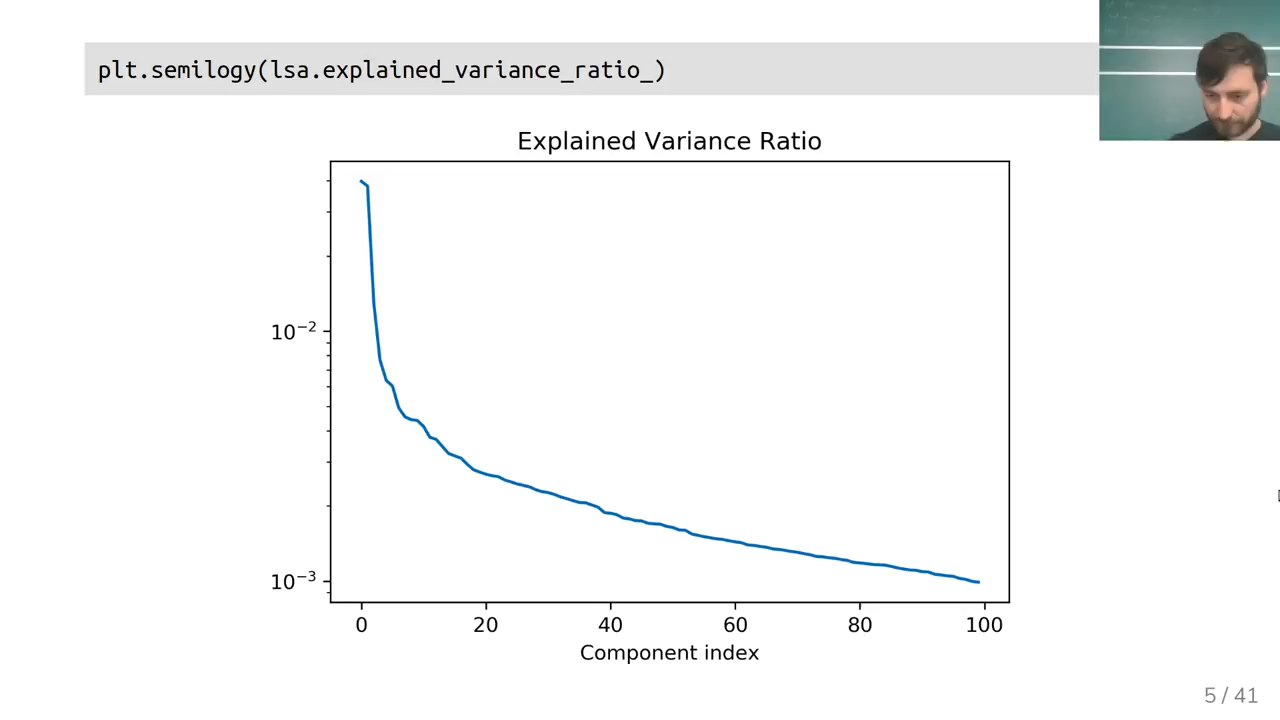 plt.semilogy(lsa.explained_variance_ratio_)
Explained Variance Ratio
10⁻²
10⁻³
0 20 40 60 80 100
Component index
5 / 41